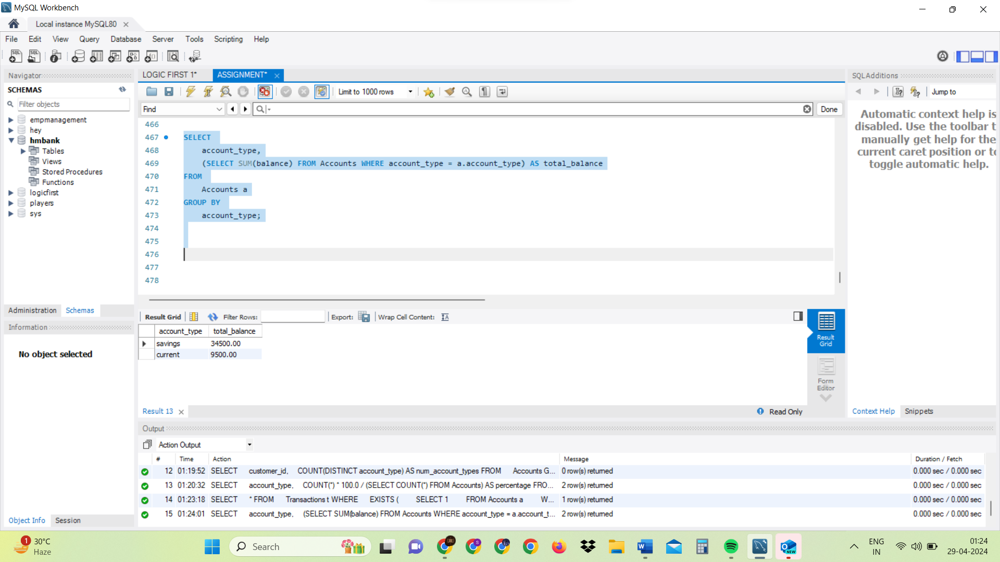 MySQL Workbench
Local instance MySQL80
File Edit View Query Database Server Tools Scripting Help
Navigator
SCHEMAS
Filter objects
empmanagement
hey
hmbank
Tables
Views
Stored Procedures
Functions
logicfirst
players
sys
Administration Schemas
Information
No object selected
Object Info Session
LOGIC FIRST 1* ASSIGNMENT*
Limit to 1000 rows
Find Done
466
467 SELECT
468 account_type,
469 (SELECT SUM(balance) FROM Accounts WHERE account_type = a.account_type) AS total_balance
470 FROM
471 Accounts a
472 GROUP BY
473 account_type;
474
475
476
477
478
Result Grid Filter Rows: Export: Wrap Cell Content:
account_type total_balance
savings 34500.00
current 9500.00
Result Grid
Form Editor
Result 13 Read Only
SQLAdditions
Jump to
Automatic context help is
disabled. Use the toolbar t
manually get help for the
current caret position or to
toggle automatic help.
Context Help Snippets
Output
Action Output
# Time Action Message Duration / Fetch
12 01:19:52 SELECT customer_id, COUNT(DISTINCT account_type) AS num_account_types FROM Accounts G... 0 row(s) returned 0.000 sec / 0.000 sec
13 01:20:32 SELECT account_type, COUNT(*) * 100.0 / (SELECT COUNT(*) FROM Accounts) AS percentage FRO... 2 row(s) returned 0.000 sec / 0.000 sec
14 01:23:18 SELECT * FROM Transactions t WHERE EXISTS ( SELECT 1 FROM Accounts a W... 1 row(s) returned 0.000 sec / 0.000 sec
15 01:24:01 SELECT account_type, (SELECT SUM(balance) FROM Accounts WHERE account_type = a.account_t... 2 row(s) returned 0.000 sec / 0.000 sec
1
30°C
Haze
Search
NEW
ENG
IN
01:24
29-04-2024